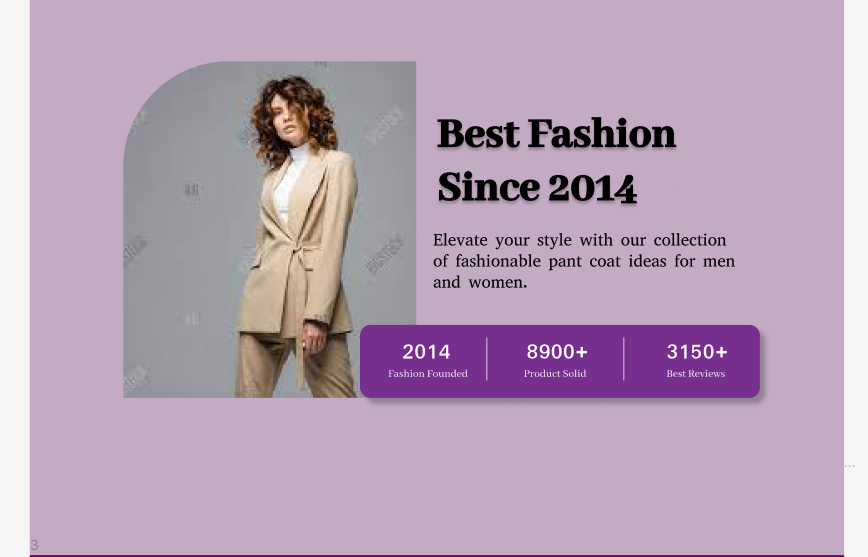 Best Fashion
Since 2014
Elevate your style with our collection
of fashionable pant coat ideas for men
and women.
2014
Fashion Founded
8900+
Product Solid
3150+
Best Reviews
3